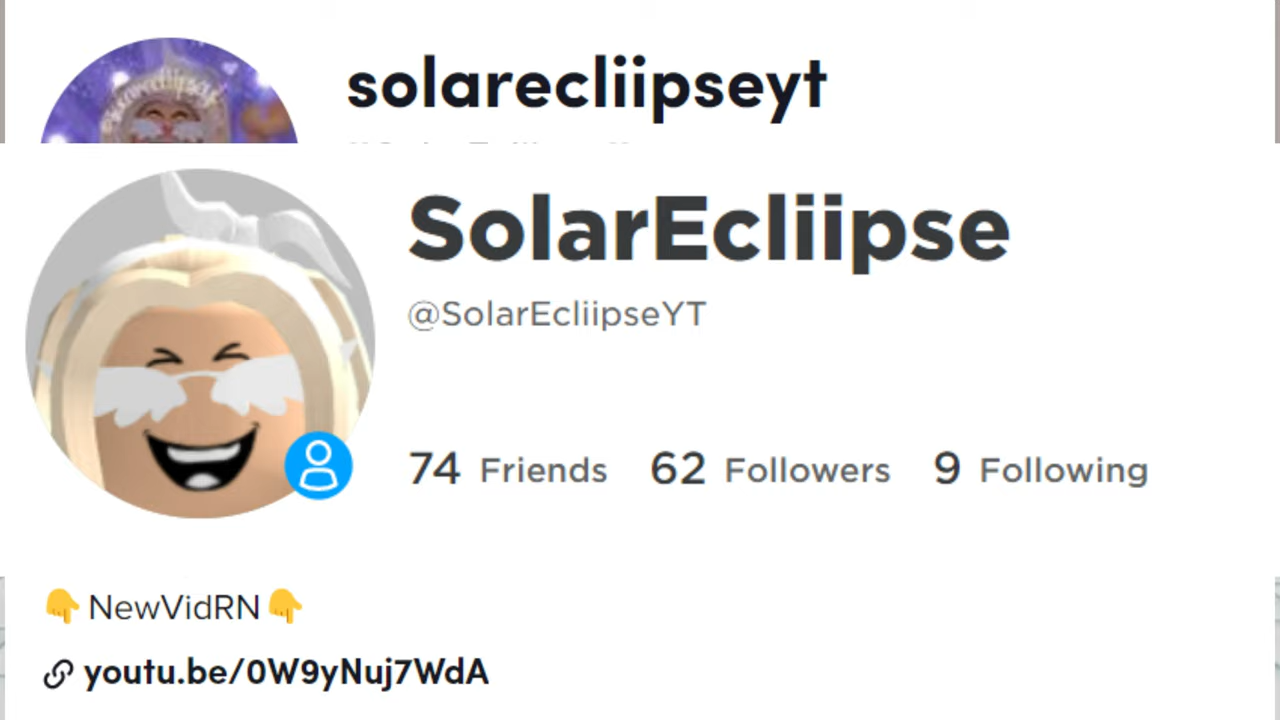 solarecliipseyt
SolarEcliipse
@SolarEcliipseYT
74 Friends 62 Followers 9 Following
👇NewVidRN👇
youtu.be/0W9yNuj7WdA